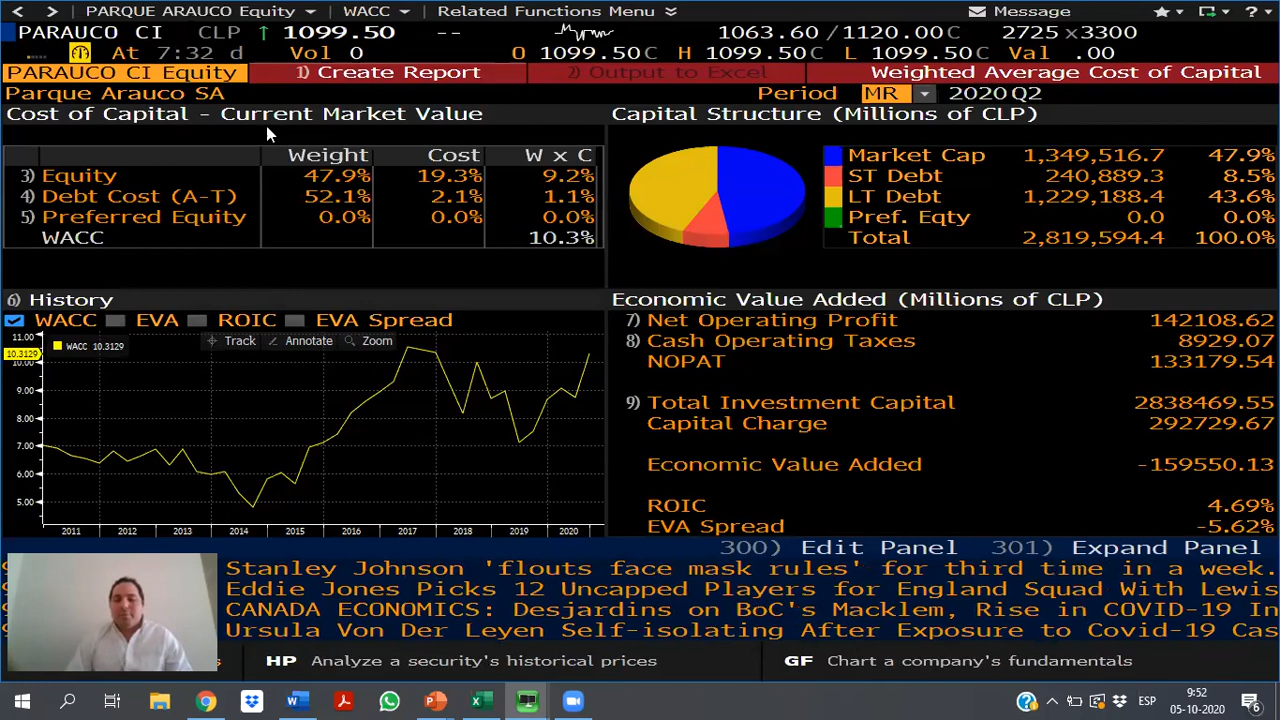 PARQUE ARAUCO Equity WACC Related Functions Menu Message
PARAUCO CI CLP ↑ 1099.50 -- 1063.60/1120.00C 2725x3300
At 7:32 d Vol 0 O 1099.50C H 1099.50C L 1099.50C Val .00
PARAUCO CI Equity 1) Create Report 2) Output to Excel Weighted Average Cost of Capital
Parque Arauco SA Period MR 2020 Q2
Cost of Capital - Current Market Value
Weight Cost W x C
3) Equity 47.9% 19.3% 9.2%
4) Debt Cost (A-T) 52.1% 2.1% 1.1%
5) Preferred Equity 0.0% 0.0% 0.0%
WACC 10.3%
Capital Structure (Millions of CLP)
Market Cap 1,349,516.7 47.9%
ST Debt 240,889.3 8.5%
LT Debt 1,229,188.4 43.6%
Pref. Eqty 0.0 0.0%
Total 2,819,594.4 100.0%
6) History
WACC EVA ROIC EVA Spread
Track Annotate Zoom
WACC 10.3129
11.00
10.3129
10.00
9.00
8.00
7.00
6.00
5.00
2011 2012 2013 2014 2015 2016 2017 2018 2019 2020
Economic Value Added (Millions of CLP)
7) Net Operating Profit 142108.62
8) Cash Operating Taxes 8929.07
NOPAT 133179.54
9) Total Investment Capital 2838469.55
Capital Charge 292729.67
Economic Value Added -159550.13
ROIC 4.69%
EVA Spread -5.62%
300) Edit Panel 301) Expand Panel
Stanley Johnson 'flouts face mask rules' for third time in a week.
Eddie Jones Picks 12 Uncapped Players for England Squad With Lewis
CANADA ECONOMICS: Desjardins on BoC's Macklem, Rise in COVID-19 In
Ursula Von Der Leyen Self-isolating After Exposure to Covid-19 Cas
HP Analyze a security's historical prices GF Chart a company's fundamentals
ESP 9:52
05-10-2020
6